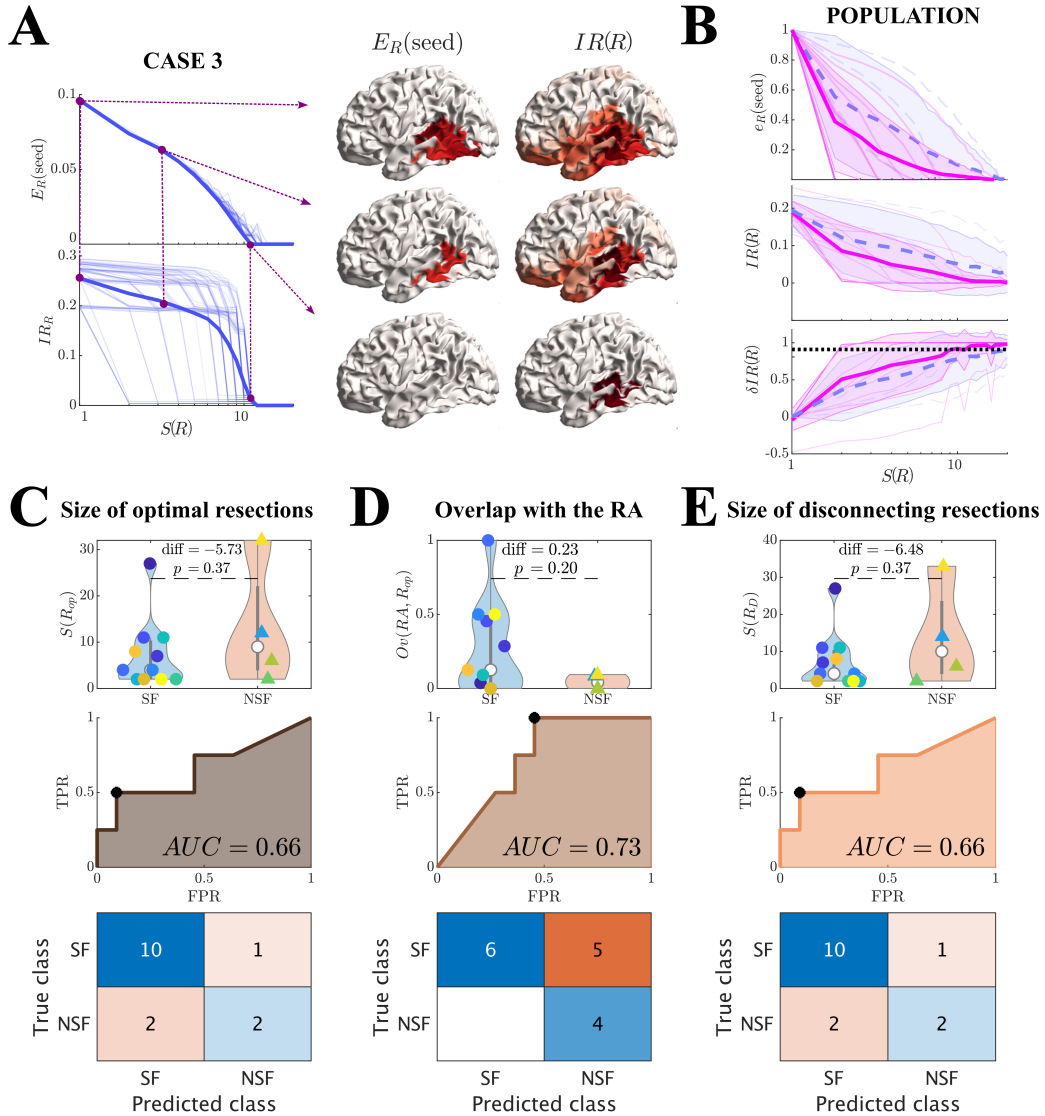 A
CASE 3
E_R(seed)
IR(R)
0.1
0.05
0
E_R(seed)
0.3
0.2
0.1
0
IR_R
1
10
S(R)
B
POPULATION
1
0.8
0.6
0.4
0.2
0
e_R(seed)
0.2
0.1
0
IR(R)
1
0.5
0
-0.5
δIR(R)
1
10
S(R)
C Size of optimal resections
30
20
10
0
S(R_op)
diff = −5.73
p = 0.37
SF
NSF
1
0.5
0
TPR
AUC = 0.66
0
0.5
1
FPR
True class
SF
10
1
NSF
2
2
SF
NSF
Predicted class
D Overlap with the RA
1
0.5
0
Ov(RA, R_op)
diff = 0.23
p = 0.20
SF
NSF
1
0.5
0
TPR
AUC = 0.73
0
0.5
1
FPR
True class
SF
6
5
NSF
4
SF
NSF
Predicted class
E Size of disconnecting resections
40
30
20
10
0
S(R_D)
diff = −6.48
p = 0.37
SF
NSF
1
0.5
0
TPR
AUC = 0.66
0
0.5
1
FPR
True class
SF
10
1
NSF
2
2
SF
NSF
Predicted class